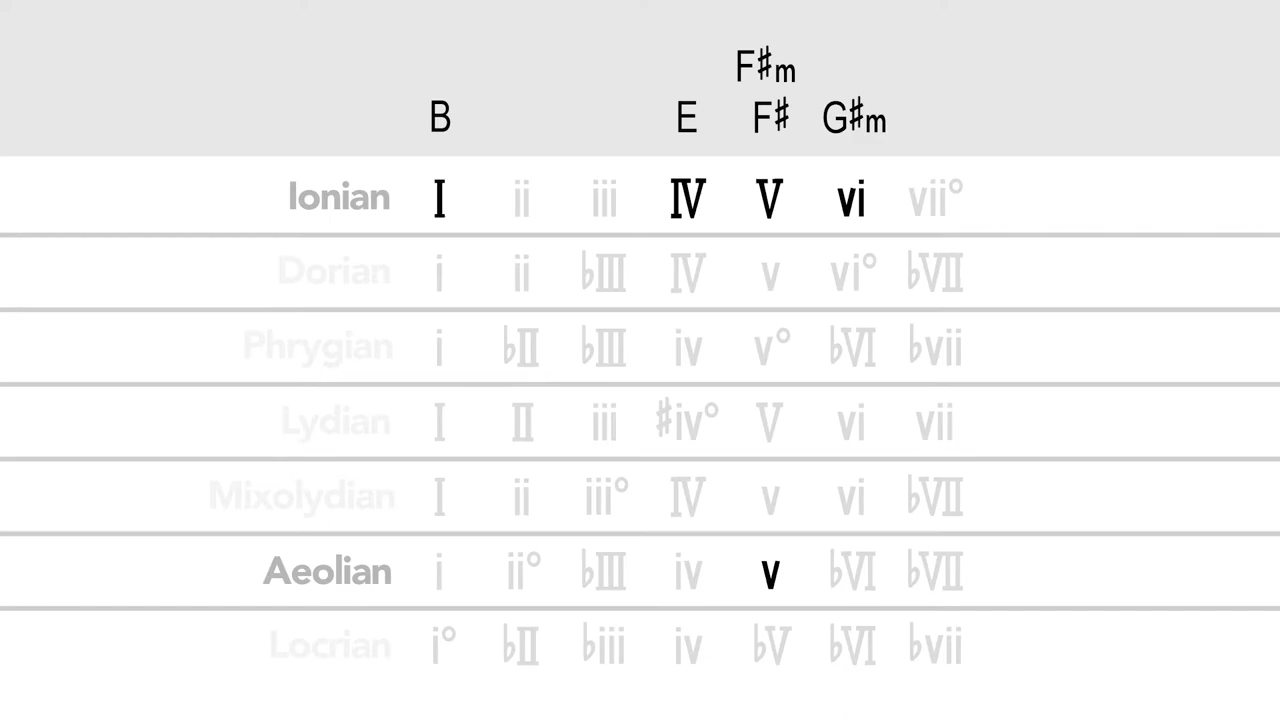 F♯m
B E F♯ G♯m
Ionian I ii iii IV V vi vii°
Dorian i ii ♭III IV v vi° ♭VII
Phrygian i ♭II ♭III iv v° ♭VI ♭vii
Lydian I II iii ♯iv° V vi vii
Mixolydian I ii iii° IV v vi ♭VII
Aeolian i ii° ♭III iv v ♭VI ♭VII
Locrian i° ♭II ♭iii iv ♭V ♭VI ♭vii